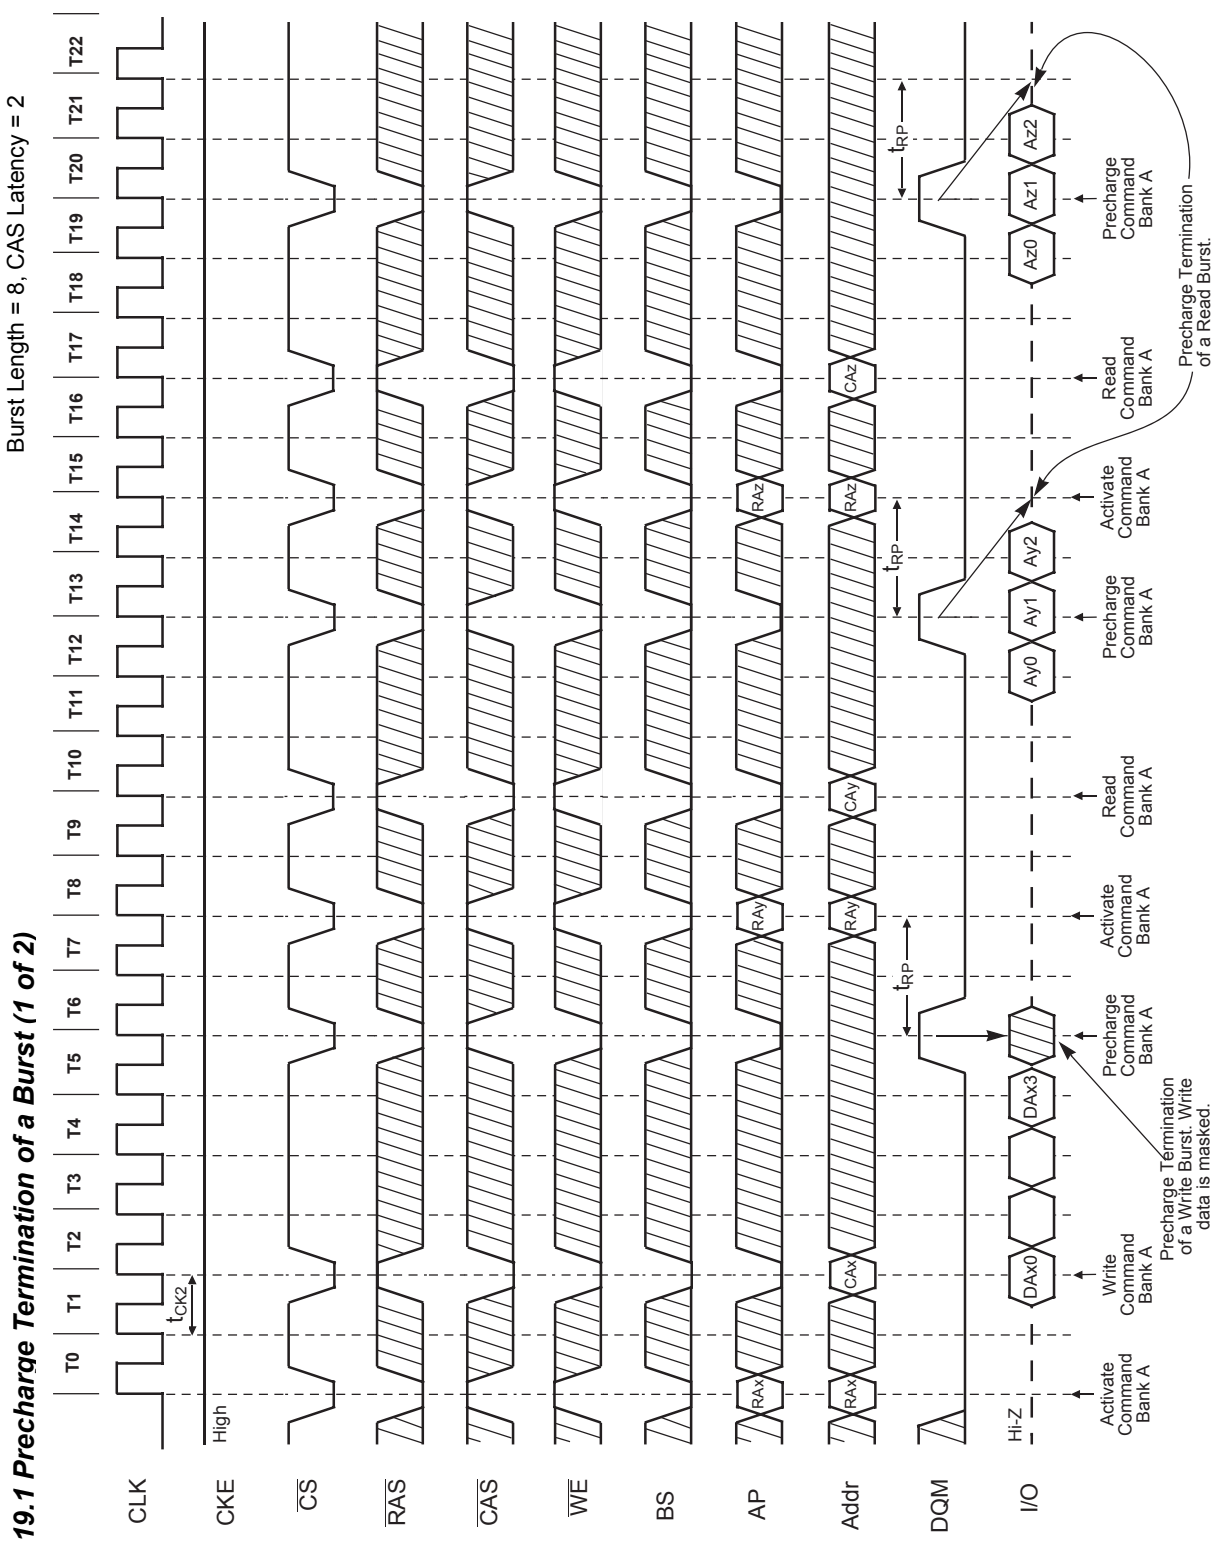 19.1 Precharge Termination of a Burst (1 of 2)
Burst Length = 8, CAS Latency = 2
T0 T1 T2 T3 T4 T5 T6 T7 T8 T9 T10 T11 T12 T13 T14 T15 T16 T17 T18 T19 T20 T21 T22
CLK
tCK2
CKE
High
CS
RAS
CAS
WE
BS
AP
RAx RAy RAz
Addr
RAx CAx RAy CAy RAz CAz
tRP tRP tRP
DQM
I/O
Hi-Z
DAx0 DAx3 Ay0 Ay1 Ay2 Az0 Az1 Az2
Activate
Command
Bank A
Write
Command
Bank A
Precharge
Command
Bank A
Activate
Command
Bank A
Read
Command
Bank A
Precharge
Command
Bank A
Activate
Command
Bank A
Read
Command
Bank A
Precharge
Command
Bank A
Precharge Termination
of a Write Burst. Write
data is masked.
Precharge Termination
of a Read Burst.